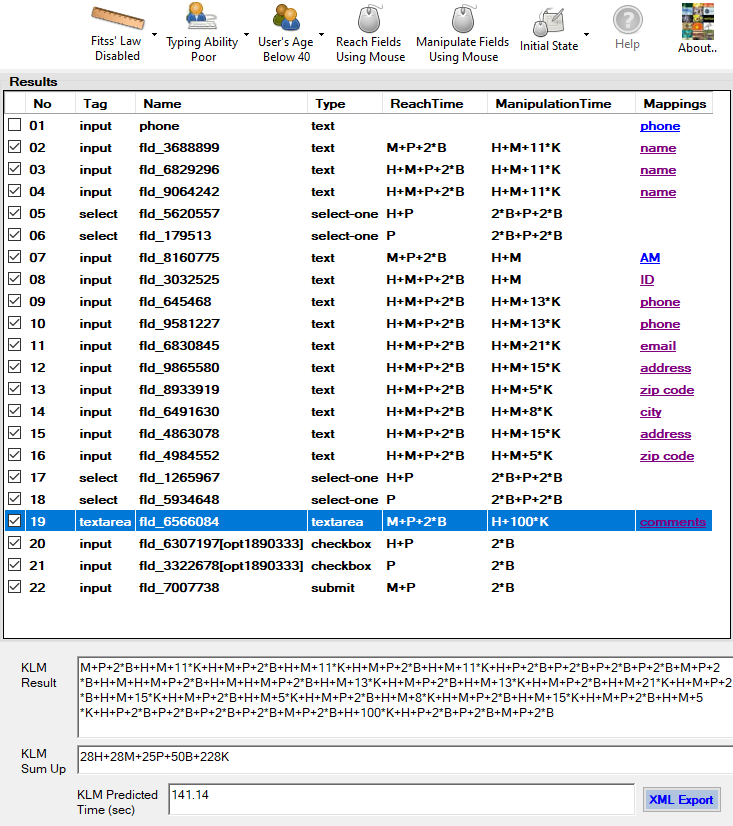 Fitss' Law Disabled
Typing Ability Poor
User's Age Below 40
Reach Fields Using Mouse
Manipulate Fields Using Mouse
Initial State
Help
About..
Results
No Tag Name Type ReachTime ManipulationTime Mappings
01 input phone text phone
02 input fld_3688899 text M+P+2*B H+M+11*K name
03 input fld_6829296 text H+M+P+2*B H+M+11*K name
04 input fld_9064242 text H+M+P+2*B H+M+11*K name
05 select fld_5620557 select-one H+P 2*B+P+2*B
06 select fld_179513 select-one P 2*B+P+2*B
07 input fld_8160775 text M+P+2*B H+M AM
08 input fld_3032525 text H+M+P+2*B H+M ID
09 input fld_645468 text H+M+P+2*B H+M+13*K phone
10 input fld_9581227 text H+M+P+2*B H+M+13*K phone
11 input fld_6830845 text H+M+P+2*B H+M+21*K email
12 input fld_9865580 text H+M+P+2*B H+M+15*K address
13 input fld_8933919 text H+M+P+2*B H+M+5*K zip code
14 input fld_6491630 text H+M+P+2*B H+M+8*K city
15 input fld_4863078 text H+M+P+2*B H+M+15*K address
16 input fld_4984552 text H+M+P+2*B H+M+5*K zip code
17 select fld_1265967 select-one H+P 2*B+P+2*B
18 select fld_5934648 select-one P 2*B+P+2*B
19 textarea fld_6566084 textarea M+P+2*B H+100*K comments
20 input fld_6307197[opt1890333] checkbox H+P 2*B
21 input fld_3322678[opt1890333] checkbox P 2*B
22 input fld_7007738 submit M+P 2*B
KLM Result
M+P+2*B+H+M+11*K+H+M+P+2*B+H+M+11*K+H+M+P+2*B+H+M+11*K+H+P+2*B+P+2*B+P+2*B+P+2*B+M+P+2
*B+H+M+H+M+P+2*B+H+M+H+M+P+2*B+H+M+13*K+H+M+P+2*B+H+M+13*K+H+M+P+2*B+H+M+21*K+H+M+P+2
*B+H+M+15*K+H+M+P+2*B+H+M+5*K+H+M+P+2*B+H+M+8*K+H+M+P+2*B+H+M+15*K+H+M+P+2*B+H+M+5
*K+H+P+2*B+P+2*B+P+2*B+P+2*B+M+P+2*B+H+100*K+H+P+2*B+P+2*B+M+P+2*B
KLM Sum Up
28H+28M+25P+50B+228K
KLM Predicted Time (sec)
141.14
XML Export